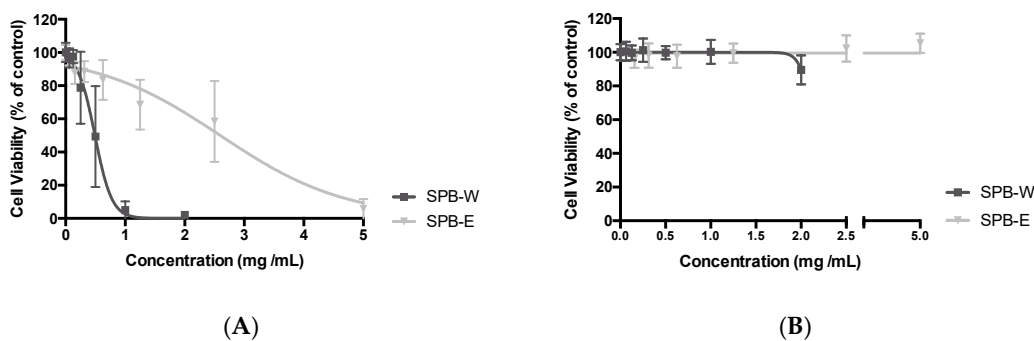 120
100
80
60
40
20
0
Cell Viability (% of control)
0
1
2
3
4
5
Concentration (mg /mL)
SPB-W
SPB-E
(A)
120
100
80
60
40
20
0
Cell Viability (% of control)
0.0
0.5
1.0
1.5
2.0
2.5
5.0
Concentration (mg /mL)
SPB-W
SPB-E
(B)